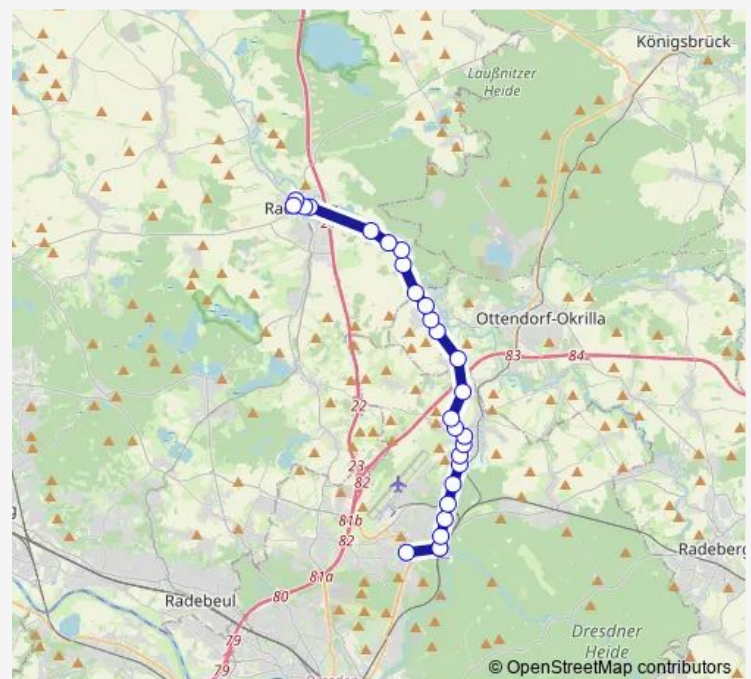 Königsbrück
Laußnitzer
Heide
Ra
Ottendorf-Okrilla
83
84
22
23
82
81b
82
81a
Radeberg
Radebeul
80
79
79
Dresdner
Heide
© OpenStreetMap contributors